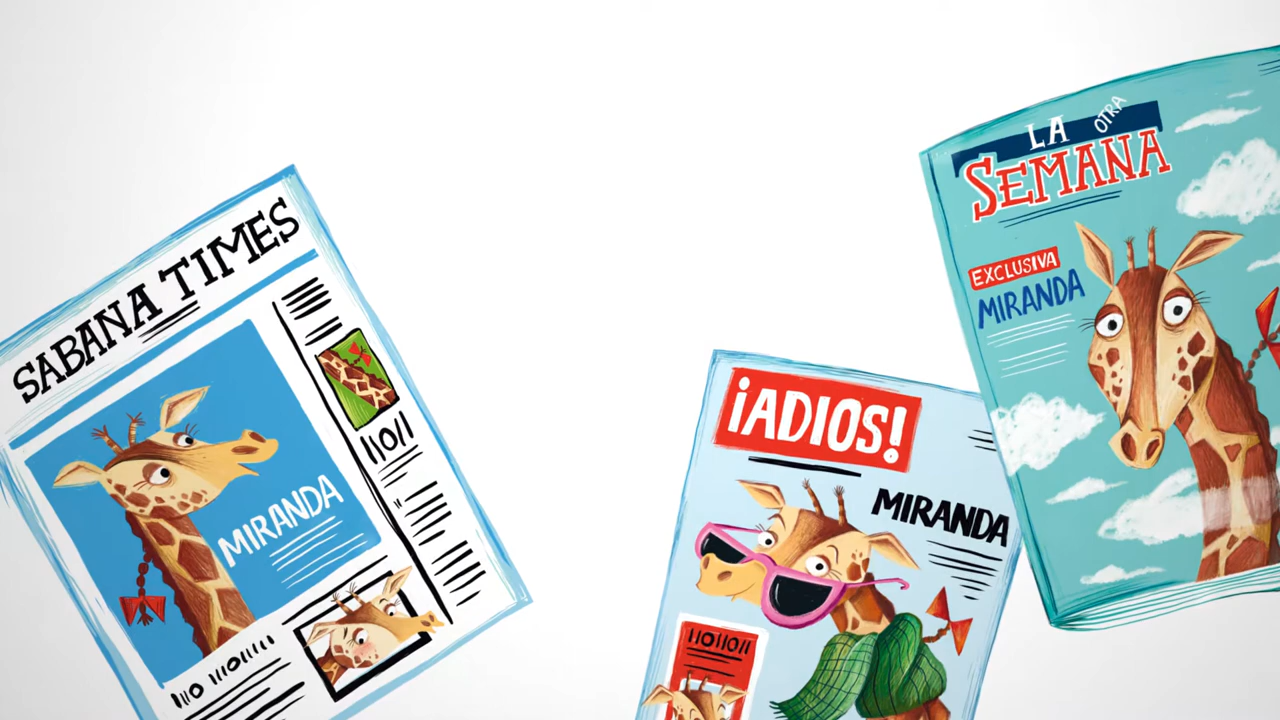 SABANA TIMES
MIRANDA
¡ADIOS!
MIRANDA
LA OTRA
SEMANA
EXCLUSIVA
MIRANDA